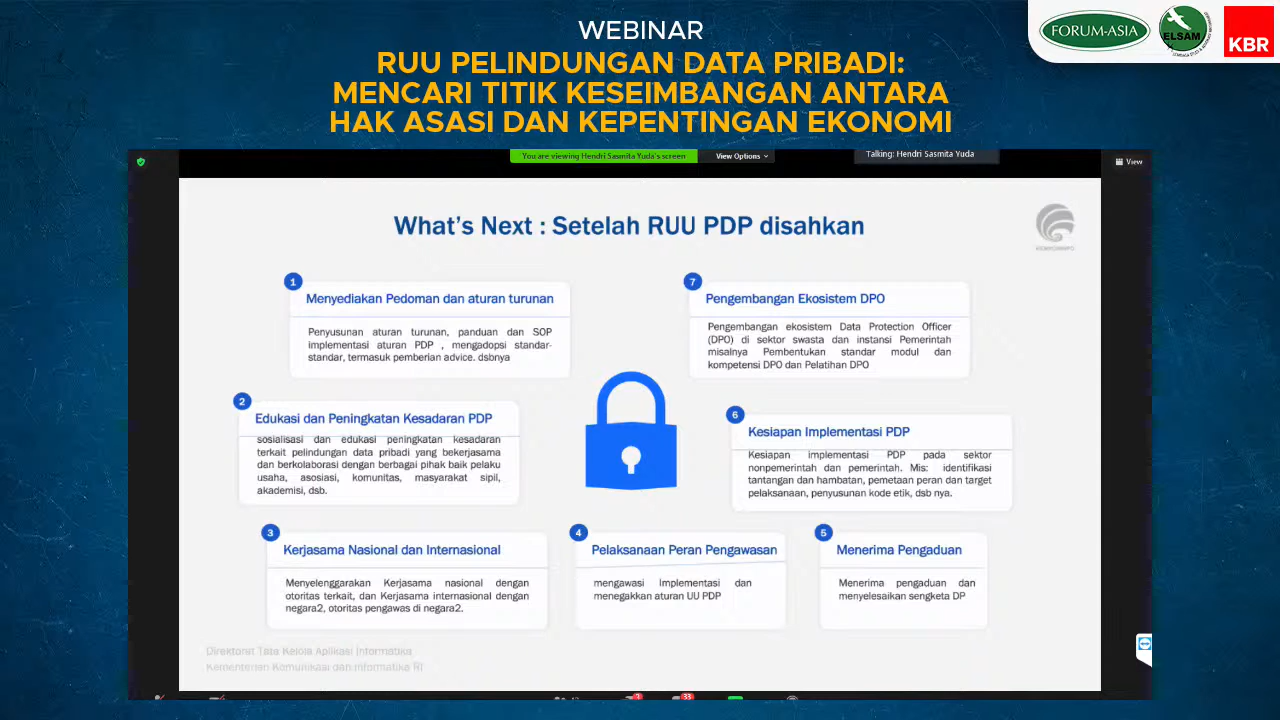 WEBINAR
RUU PELINDUNGAN DATA PRIBADI:
MENCARI TITIK KESEIMBANGAN ANTARA
HAK ASASI DAN KEPENTINGAN EKONOMI
FORUM-ASIA
ELSAM
KBR
You are viewing Hendri Sasmita Yuda's screen
View Options
Talking: Hendri Sasmita Yuda
View
What's Next : Setelah RUU PDP disahkan
1
Menyediakan Pedoman dan aturan turunan
Penyusunan aturan turunan, panduan dan SOP
implementasi aturan PDP , mengadopsi standar-
standar, termasuk pemberian advice. dsbnya
2
Edukasi dan Peningkatan Kesadaran PDP
sosialisasi dan edukasi peningkatan kesadaran
terkait pelindungan data pribadi yang bekerjasama
dan berkolaborasi dengan berbagai pihak baik pelaku
usaha, asosiasi, komunitas, masyarakat sipil,
akademisi, dsb.
3
Kerjasama Nasional dan Internasional
Menyelenggarakan Kerjasama nasional dengan
otoritas terkait, dan Kerjasama internasional dengan
negara2, otoritas pengawas di negara2.
4
Pelaksanaan Peran Pengawasan
mengawasi Implementasi dan
menegakkan aturan UU PDP
5
Menerima Pengaduan
Menerima pengaduan dan
menyelesaikan sengketa DP
6
Kesiapan Implementasi PDP
Kesiapan implementasi PDP pada sektor
nonpemerintah dan pemerintah. Mis: identifikasi
tantangan dan hambatan, pemetaan peran dan target
pelaksanaan, penyusunan kode etik, dsb nya.
7
Pengembangan Ekosistem DPO
Pengembangan ekosistem Data Protection Officer
(DPO) di sektor swasta dan instansi Pemerintah
misalnya Pembentukan standar modul dan
kompetensi DPO dan Pelatihan DPO
Direktorat Tata Kelola Aplikasi Informatika
Kementerian Komunikasi dan Informatika RI
33